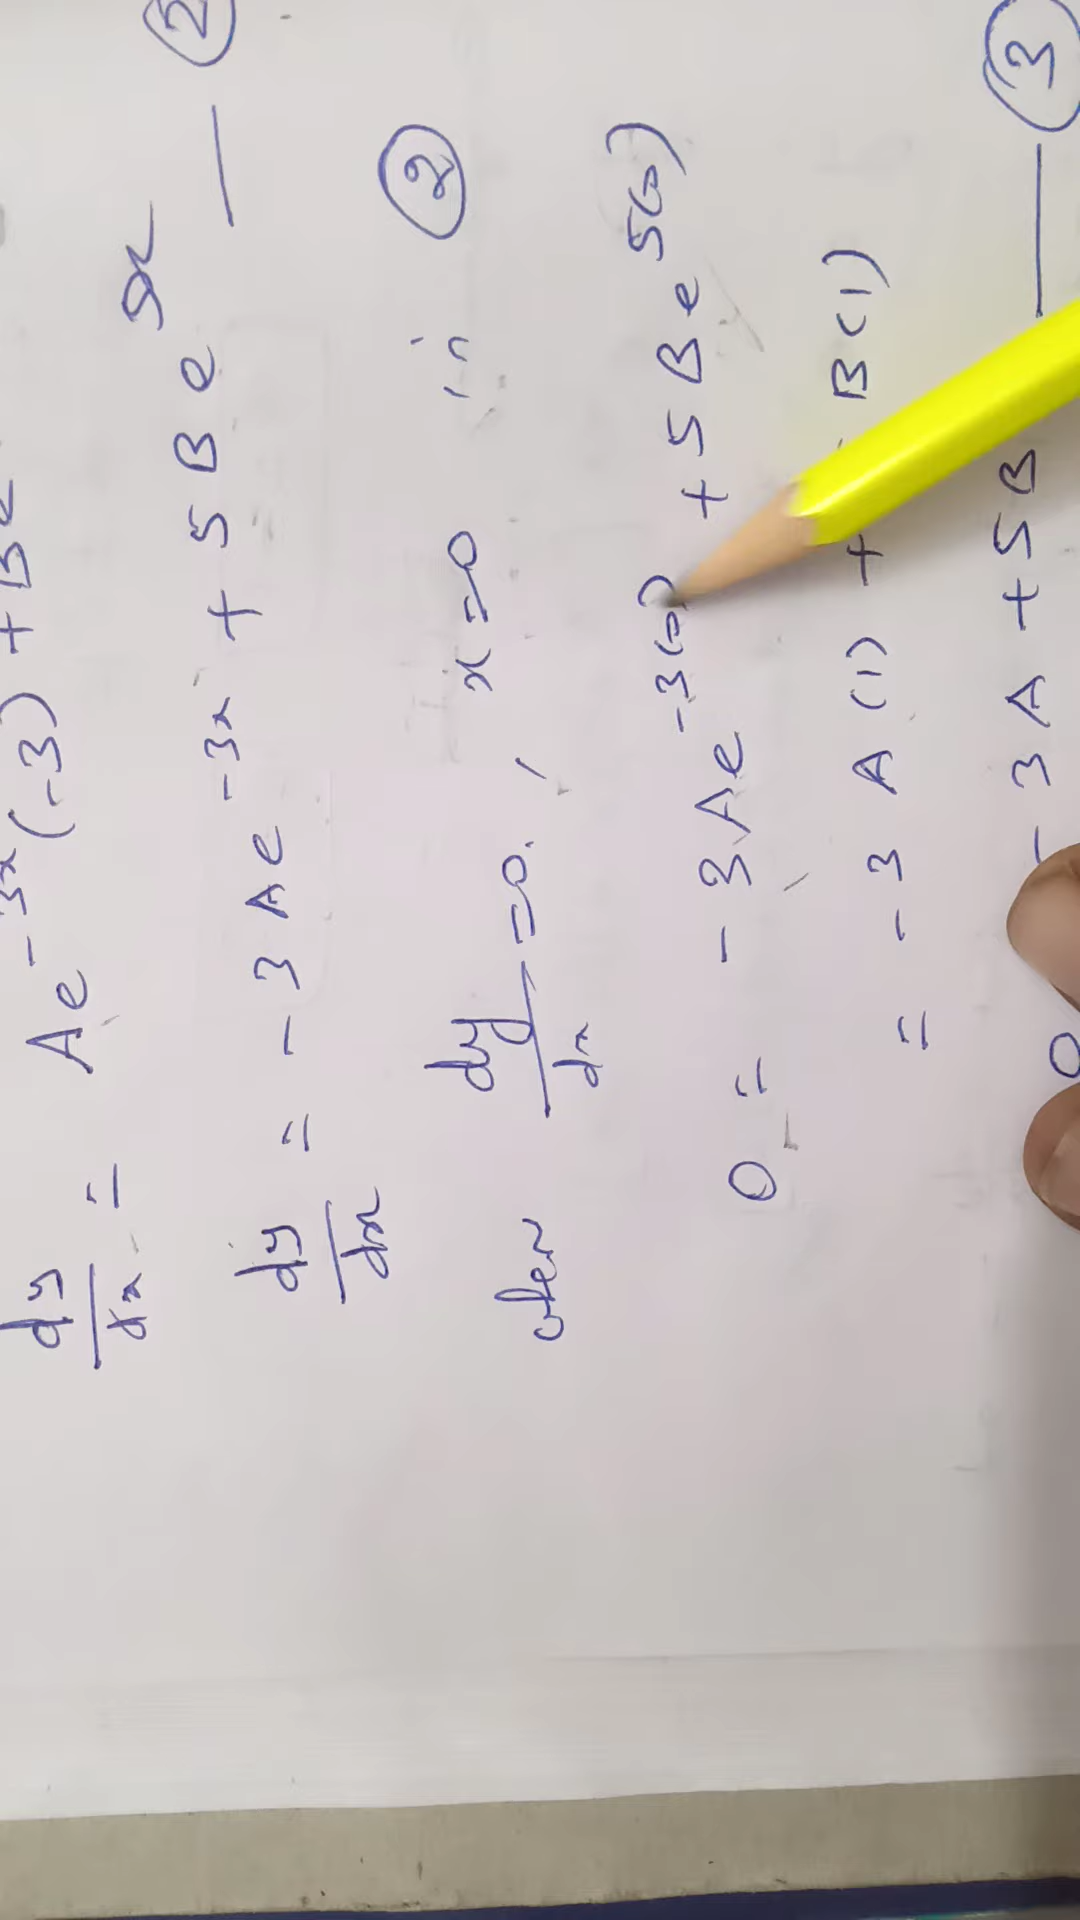 dy/dx = Ae^-3x (-3) + Be
dy/dx = -3Ae^-3x + 5Be^5x — (2)
when dy/dx = 0, x = 0 in (2)
0 = -3Ae^-3(0) + 5Be^5(0)
= -3A(1) + B(1)
0 - 3A + 5B — (3)